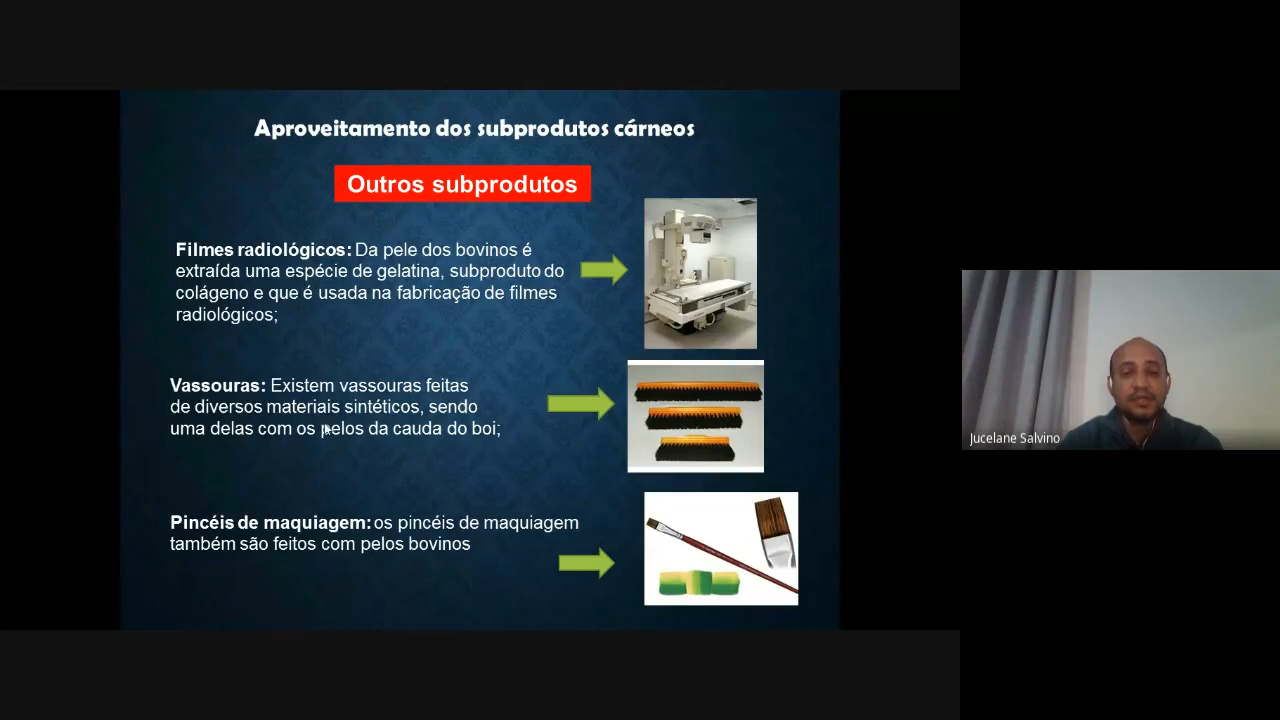 Aproveitamento dos subprodutos cárneos
Outros subprodutos
Filmes radiológicos: Da pele dos bovinos é
extraída uma espécie de gelatina, subproduto do
colágeno e que é usada na fabricação de filmes
radiológicos;
Vassouras: Existem vassouras feitas
de diversos materiais sintéticos, sendo
uma delas com os pelos da cauda do boi;
Pincéis de maquiagem: os pincéis de maquiagem
também são feitos com pelos bovinos
Jucelane Salvino